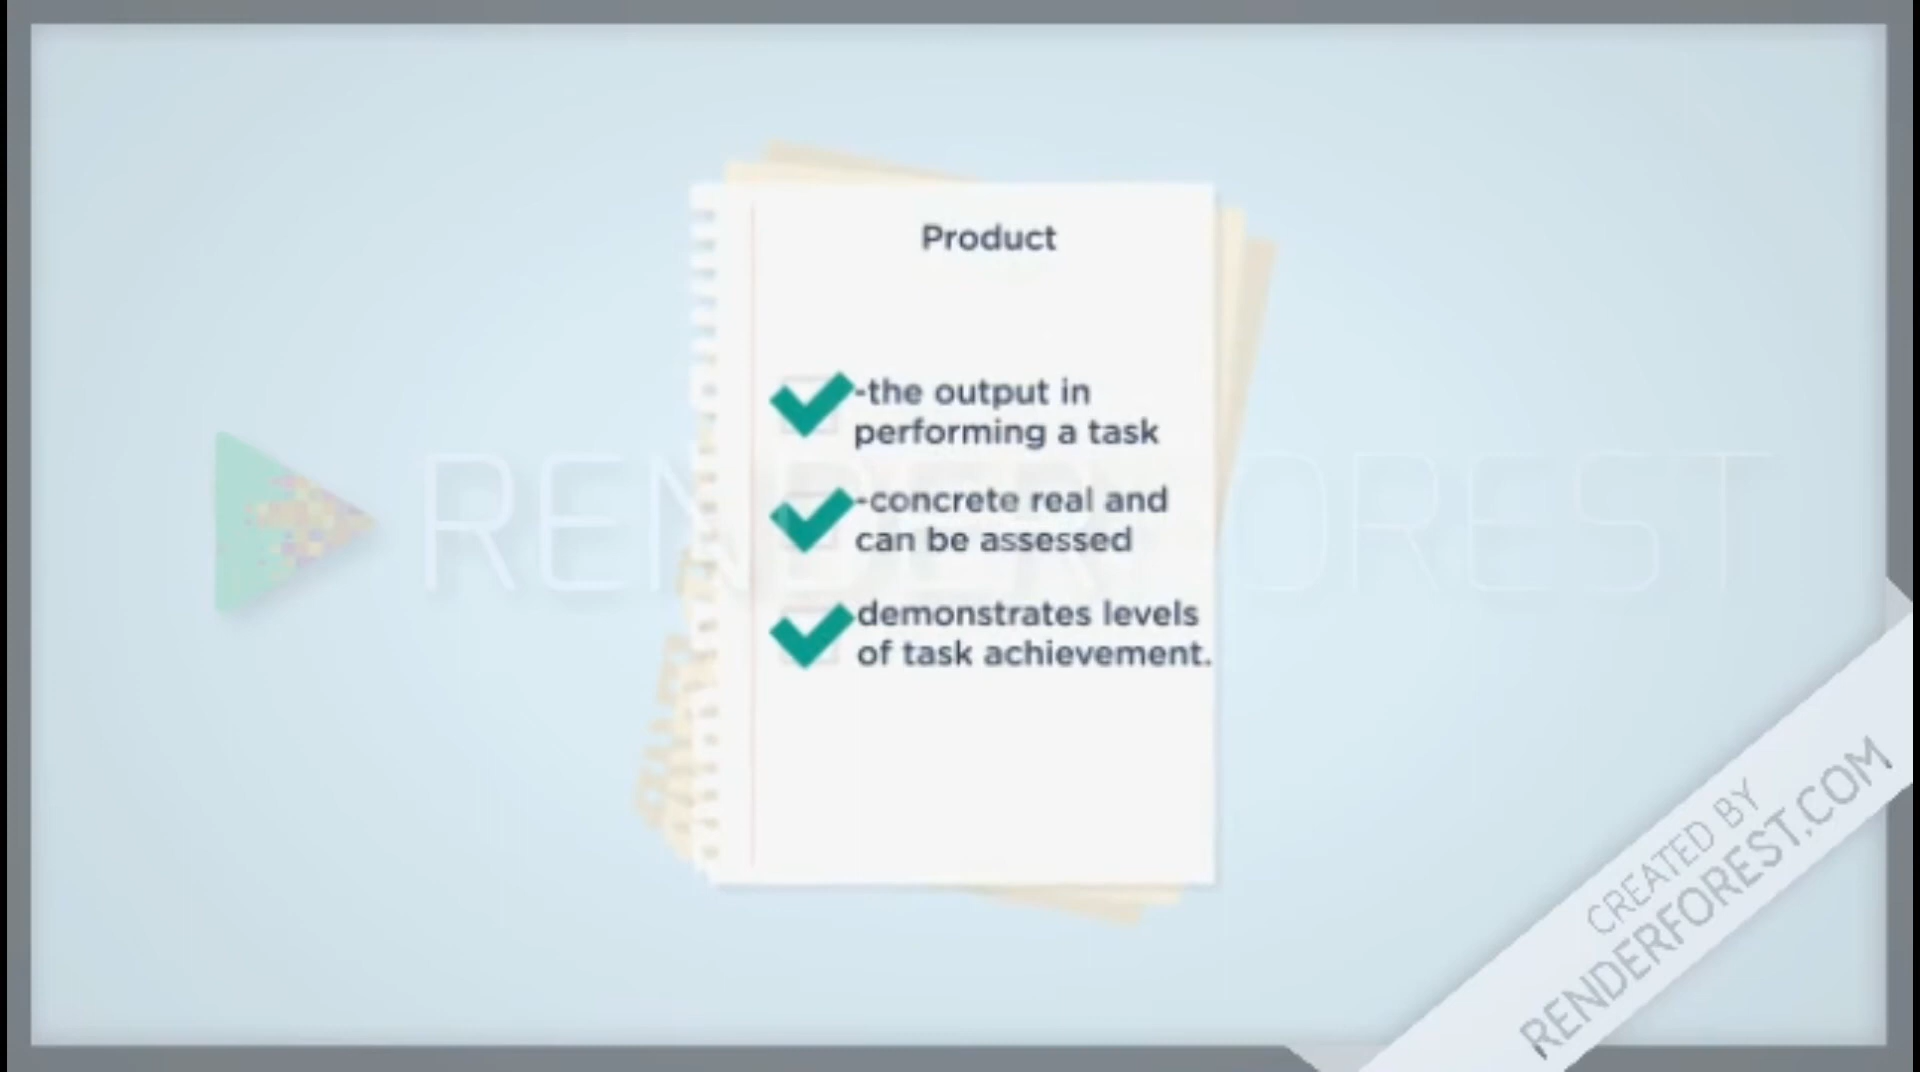 Product
-the output in
performing a task
-concrete real and
can be assessed
demonstrates levels
of task achievement.
RENDERFOREST
CREATED BY
RENDERFOREST.COM